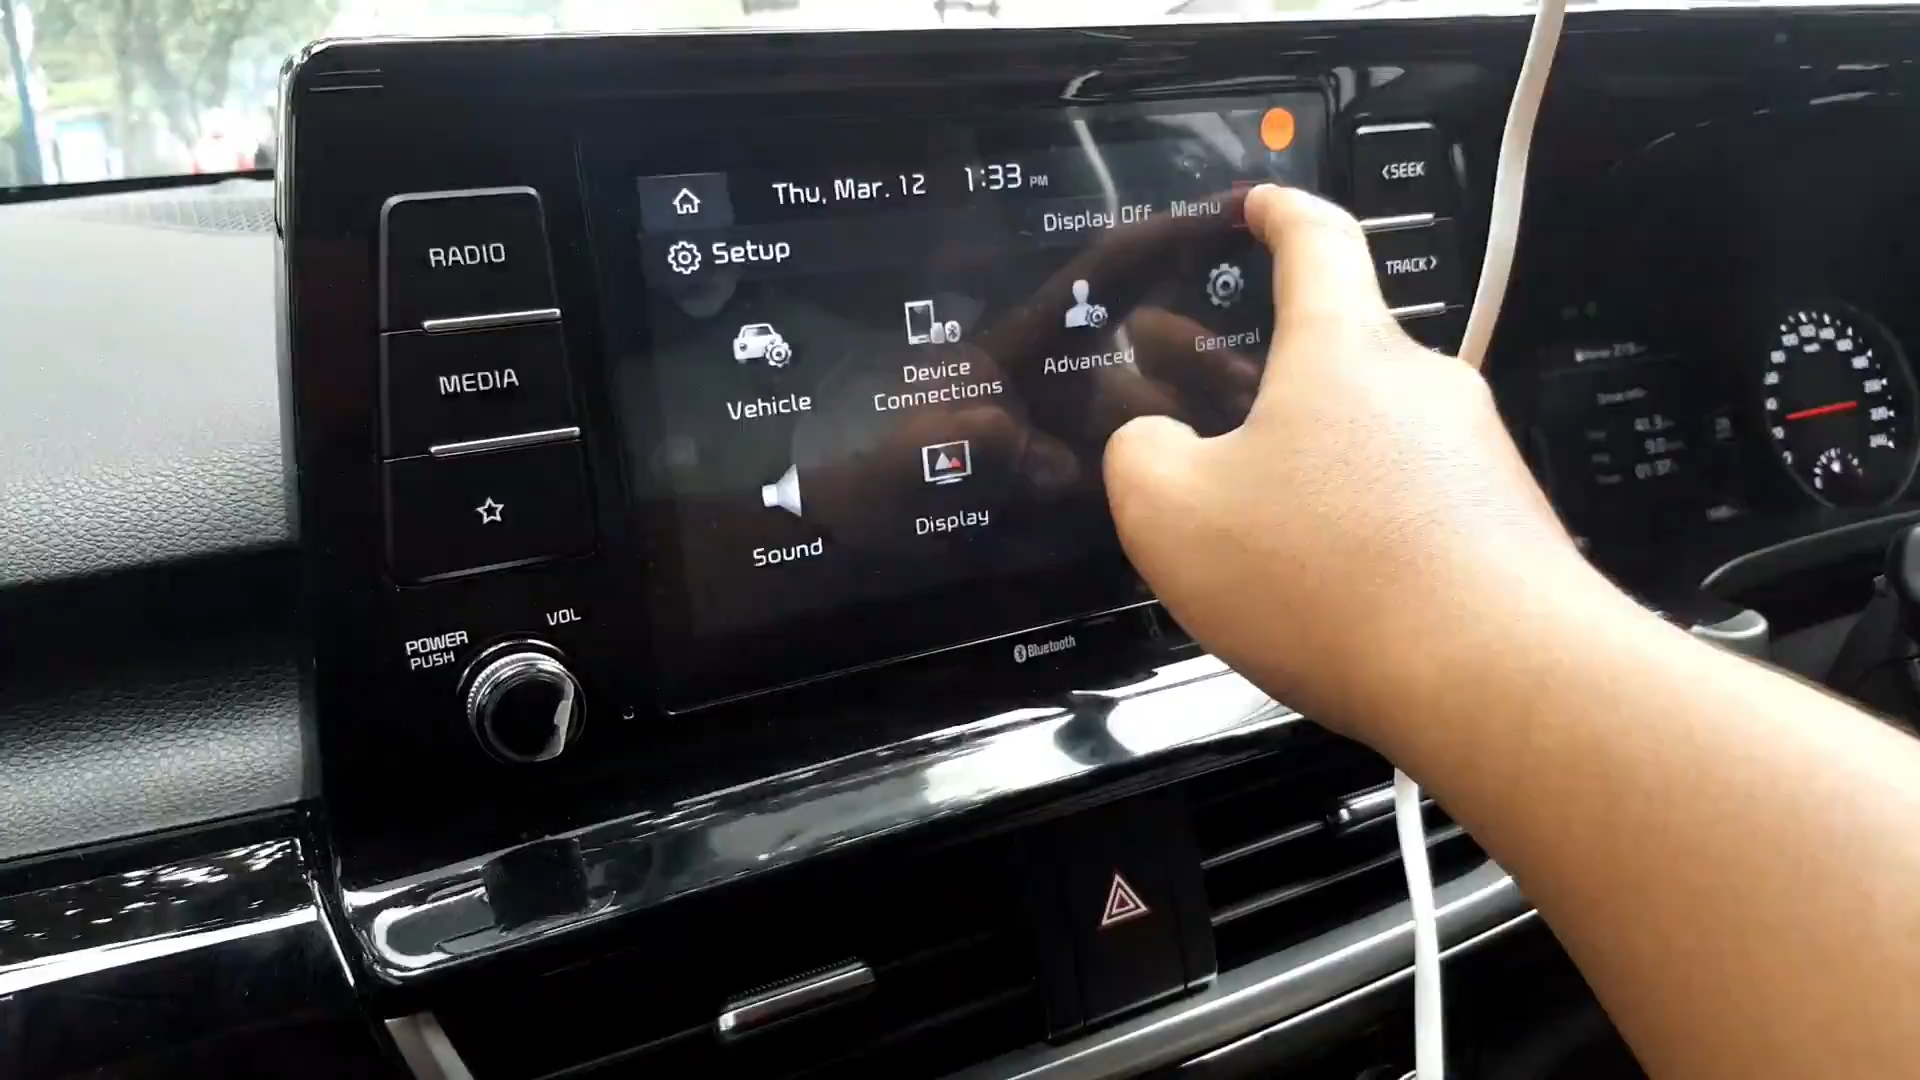 Thu, Mar. 12 1:33 PM
Display Off Menu
Setup
Vehicle
Device
Connections
Advanced
General
Sound
Display
RADIO
MEDIA
VOL
POWER
PUSH
Bluetooth
<SEEK
TRACK>